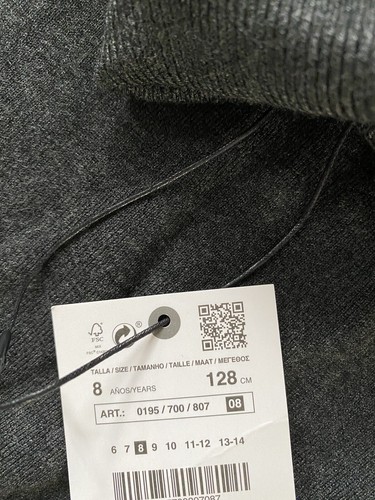 FSC
®
TALLA / SIZE / TAMANHO / TAILLE / MAAT / ΜΕΓΕΘΟΣ
8 AÑOS/YEARS 128 CM
ART.: 0195 / 700 / 807 08
6 7 8 9 10 11-12 13-14